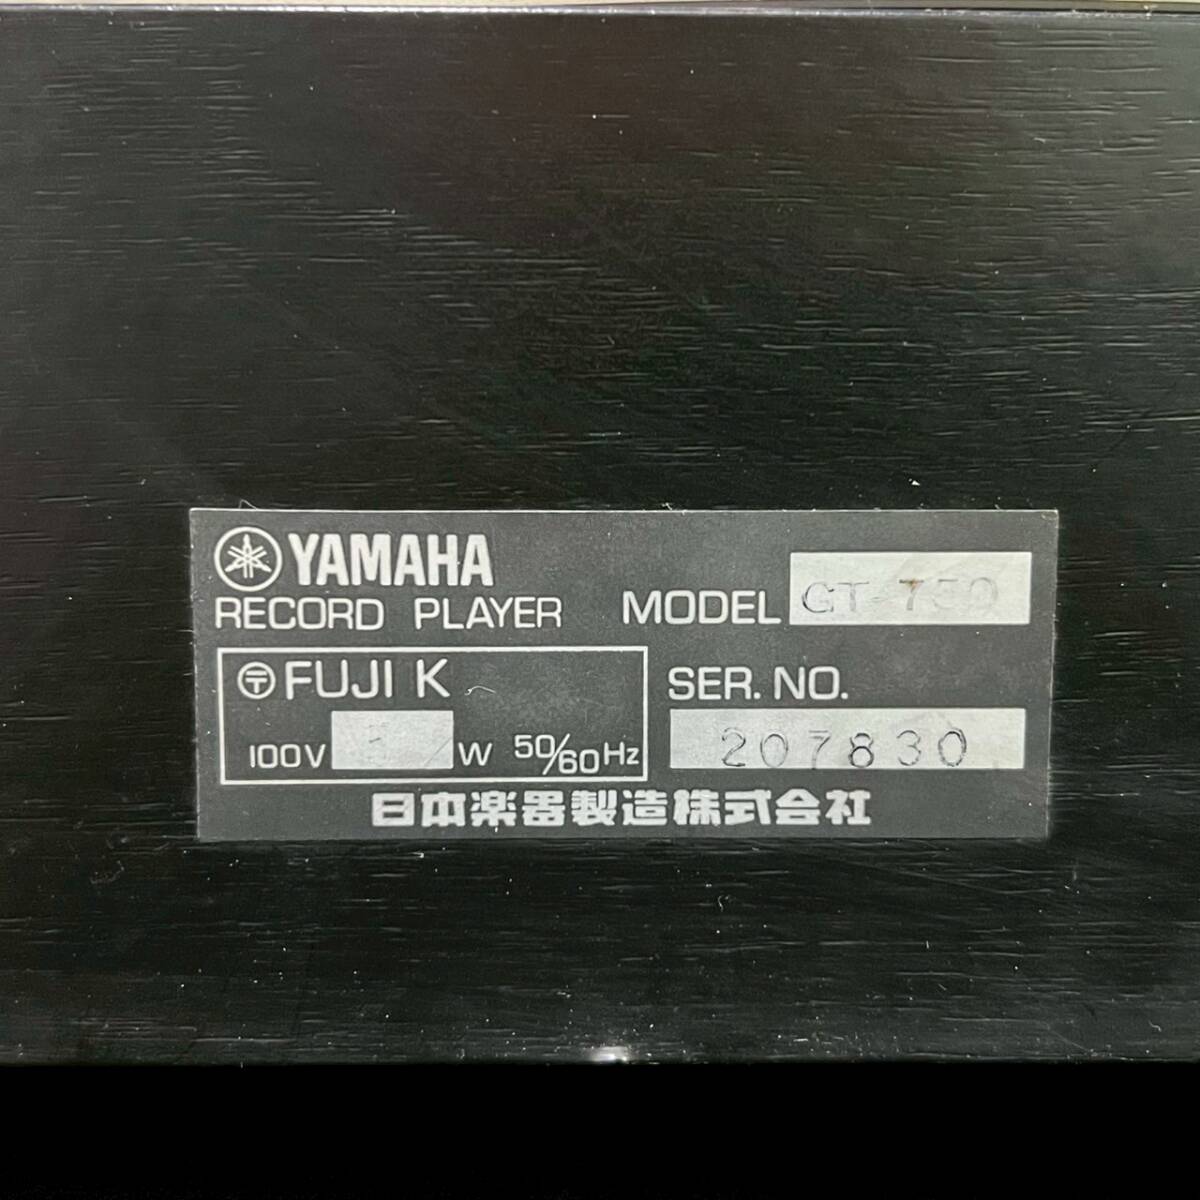 YAMAHA
RECORD PLAYER MODEL GT-750
〶 FUJI K
100V W 50/60Hz
SER. NO.
207830
日本楽器製造株式会社